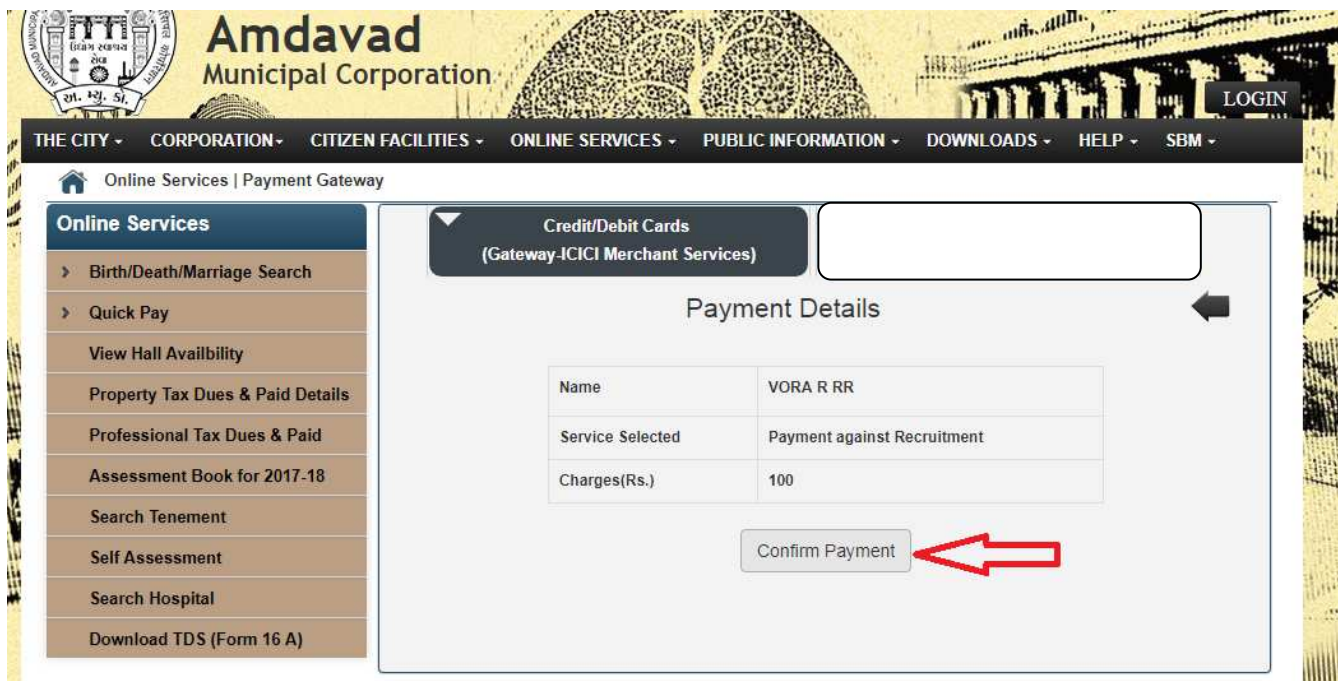 Amdavad
Municipal Corporation
અ. મ્યુ. કો.
LOGIN
THE CITY CORPORATION CITIZEN FACILITIES ONLINE SERVICES PUBLIC INFORMATION DOWNLOADS HELP SBM
Online Services | Payment Gateway
Online Services
Birth/Death/Marriage Search
Quick Pay
View Hall Availbility
Property Tax Dues & Paid Details
Professional Tax Dues & Paid
Assessment Book for 2017-18
Search Tenement
Self Assessment
Search Hospital
Download TDS (Form 16 A)
Credit/Debit Cards
(Gateway-ICICI Merchant Services)
Payment Details
Name VORA R RR
Service Selected Payment against Recruitment
Charges(Rs.) 100
Confirm Payment